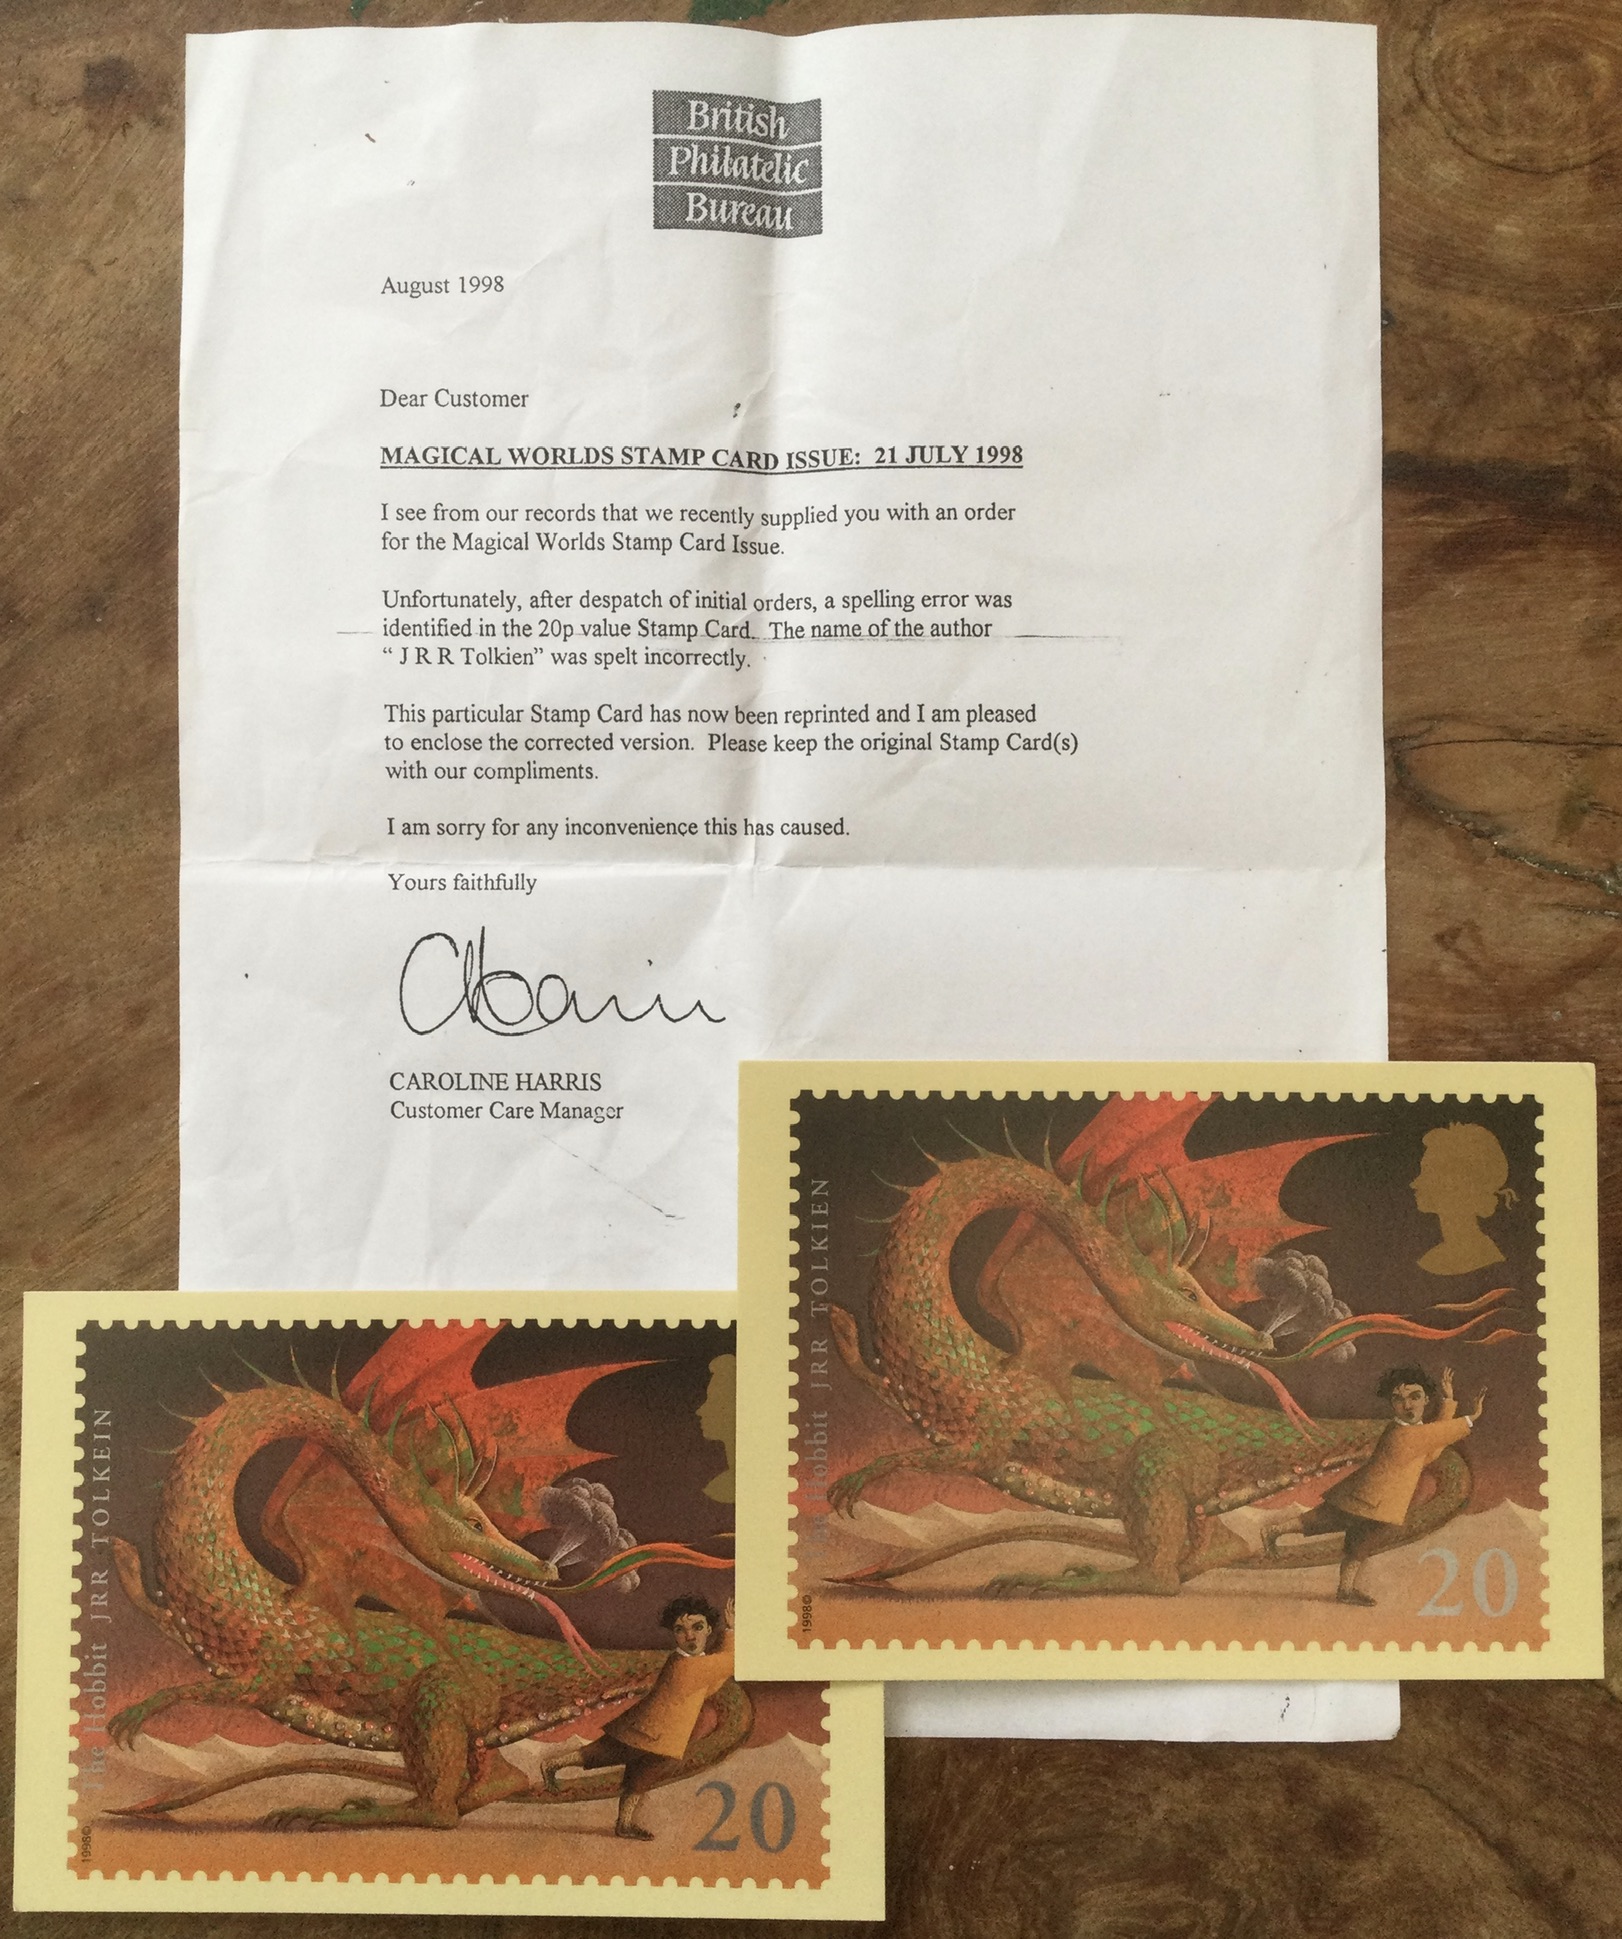 British
Philatelic
Bureau
August 1998
Dear Customer
MAGICAL WORLDS STAMP CARD ISSUE: 21 JULY 1998
I see from our records that we recently supplied you with an order
for the Magical Worlds Stamp Card Issue.
Unfortunately, after despatch of initial orders, a spelling error was
identified in the 20p value Stamp Card. The name of the author
“ J R R Tolkien” was spelt incorrectly.
This particular Stamp Card has now been reprinted and I am pleased
to enclose the corrected version. Please keep the original Stamp Card(s)
with our compliments.
I am sorry for any inconvenience this has caused.
Yours faithfully
CHarris
CAROLINE HARRIS
Customer Care Manager
The Hobbit JRR TOLKIEN
1998©
20
The Hobbit JRR TOLKEIN
1998©
20